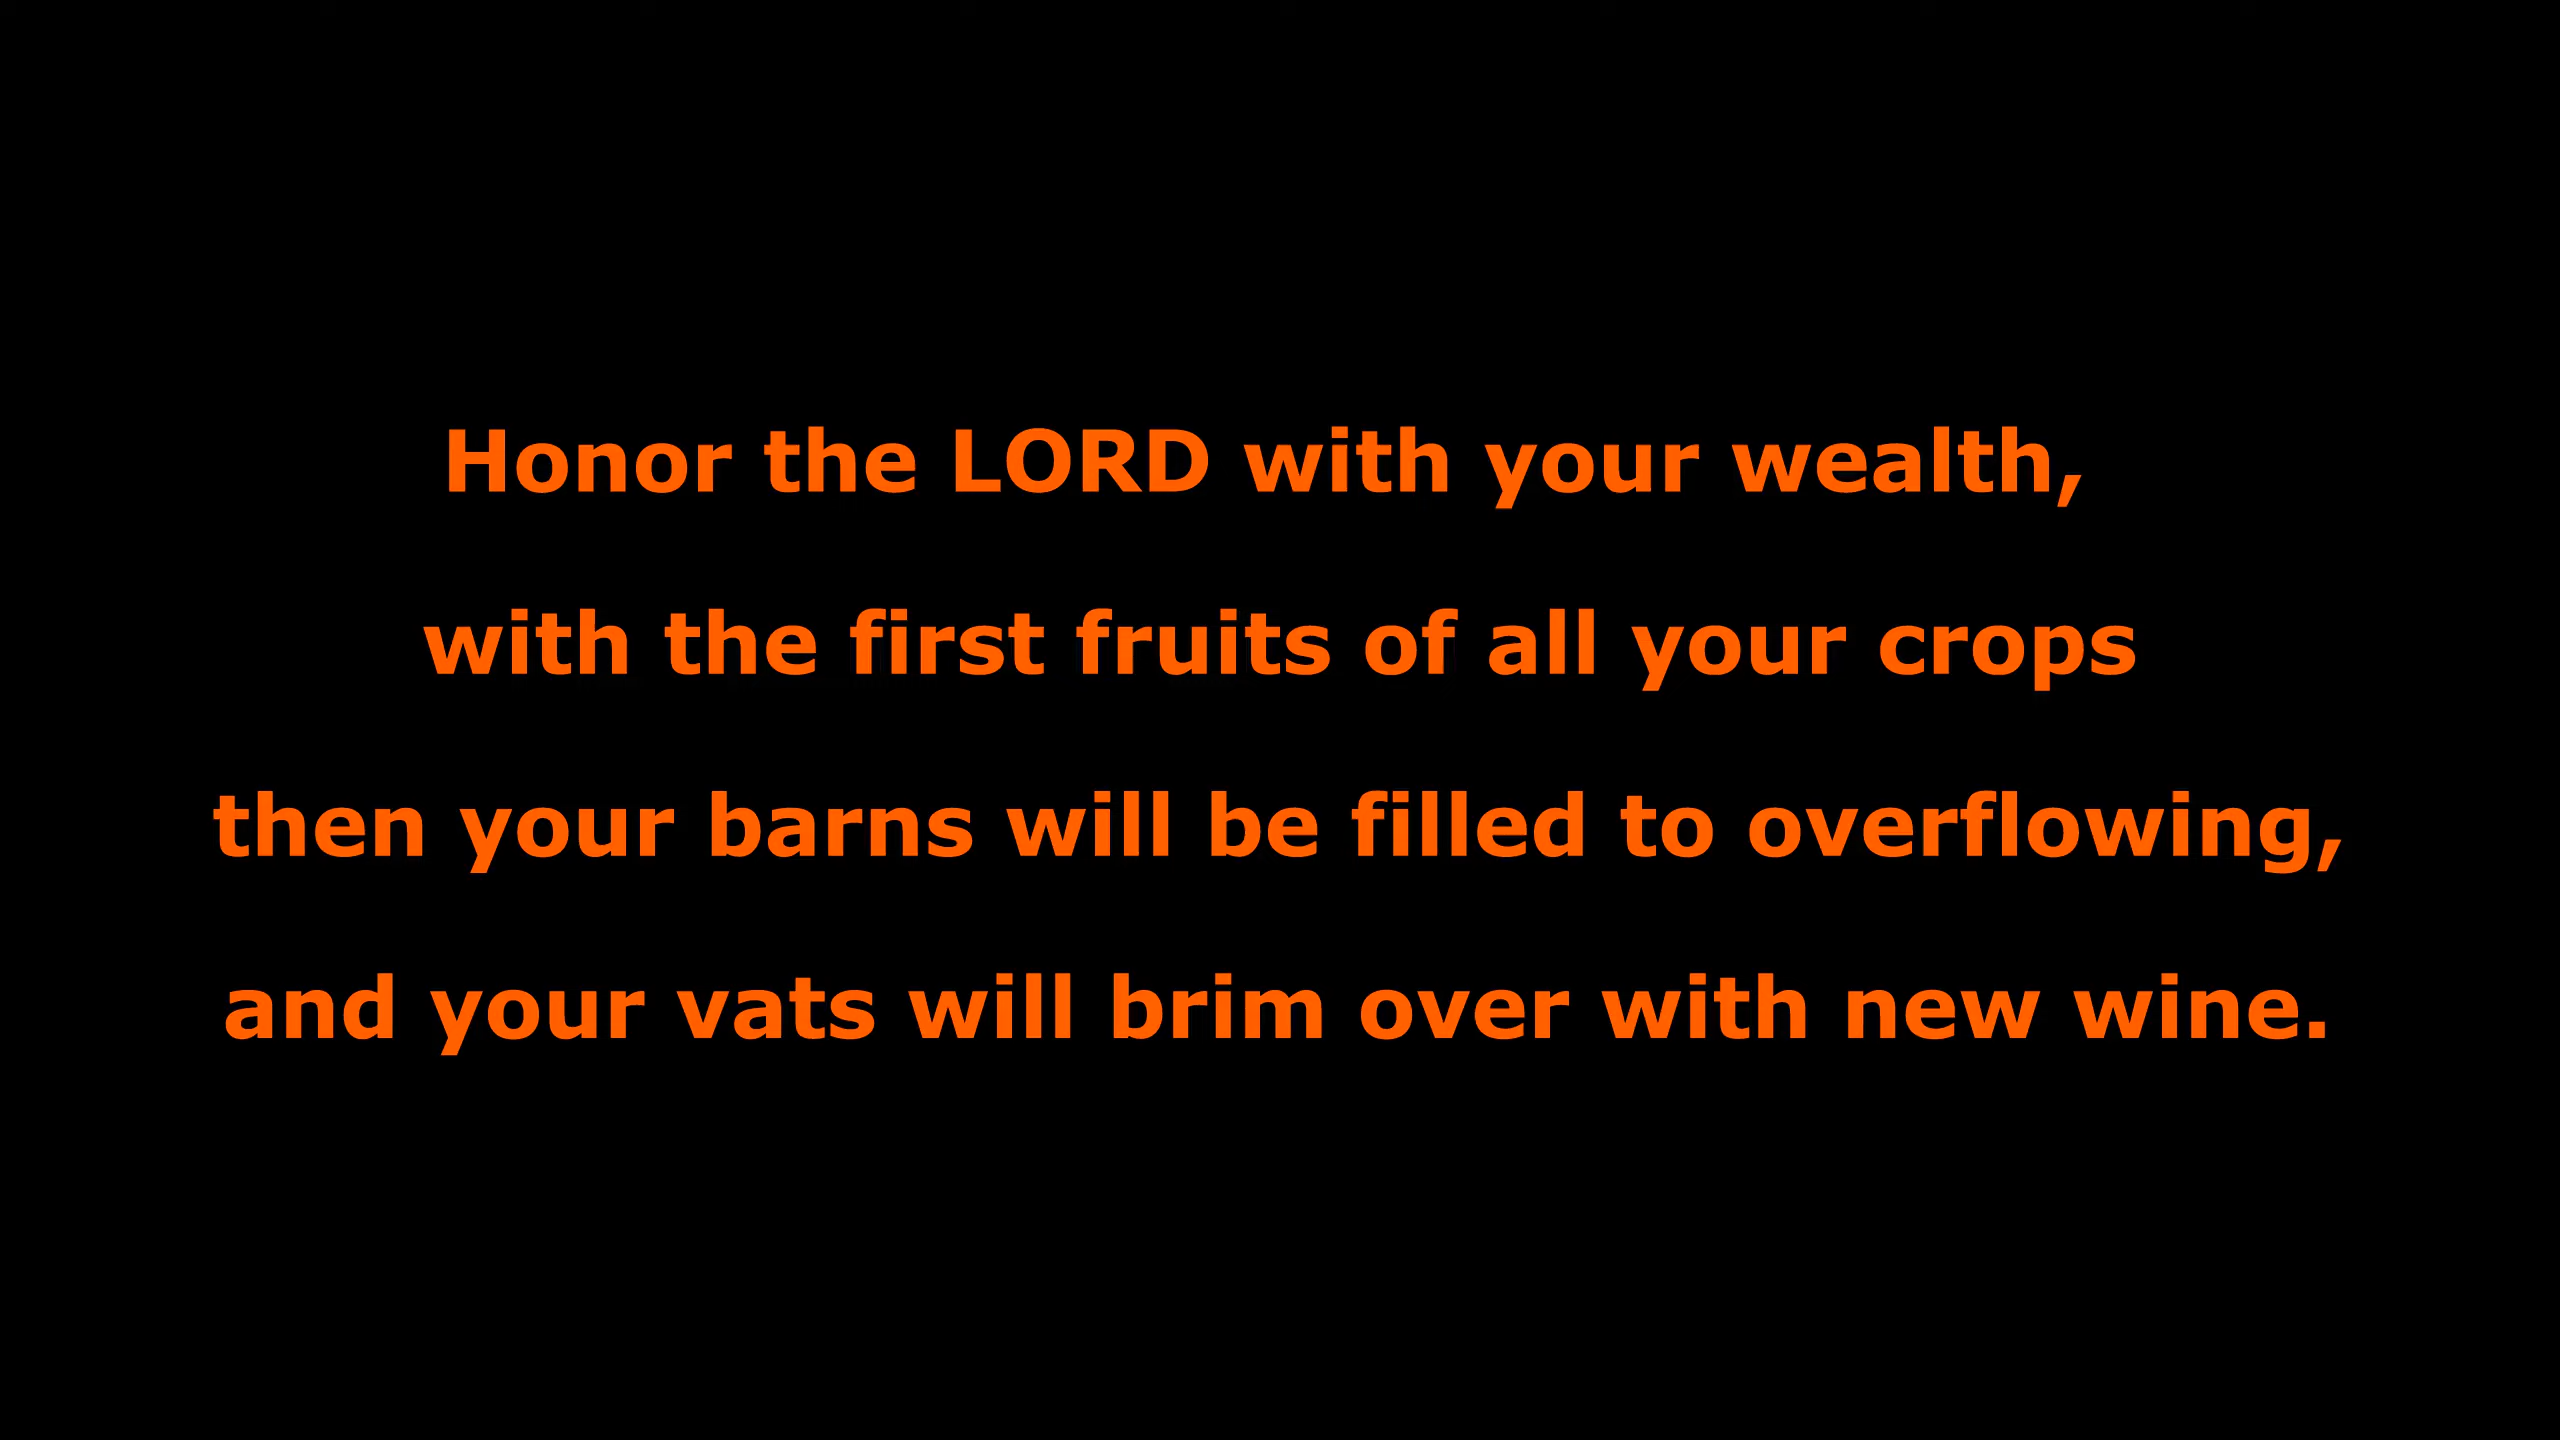 Honor the LORD with your wealth,
with the first fruits of all your crops
then your barns will be filled to overflowing,
and your vats will brim over with new wine.